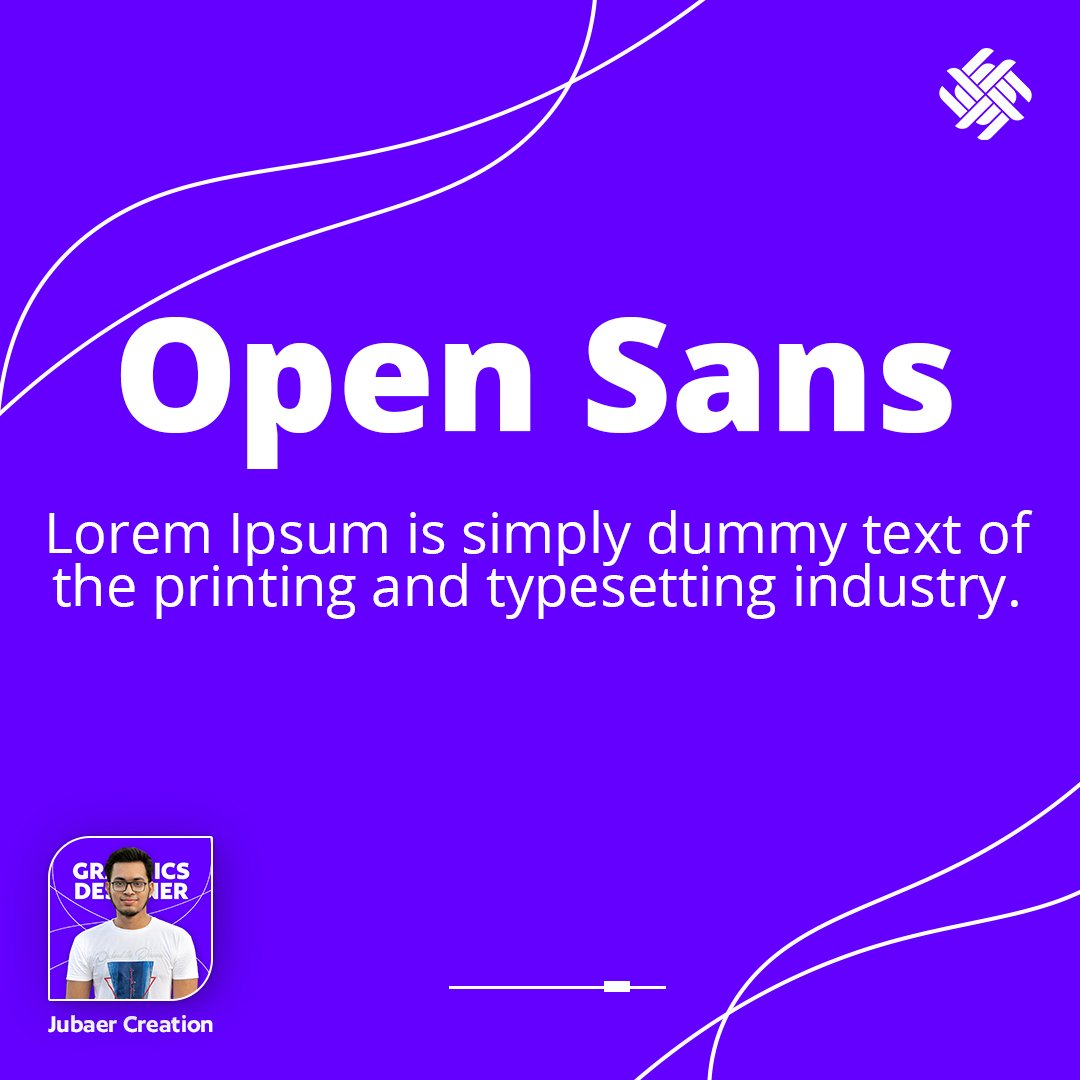 Open Sans
Lorem Ipsum is simply dummy text of
the printing and typesetting industry.
Jubaer Creation